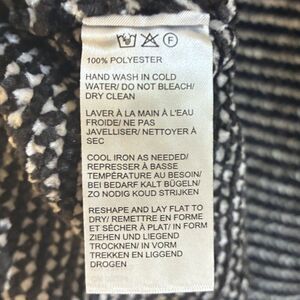 F
100% POLYESTER
HAND WASH IN COLD
WATER/ DO NOT BLEACH/
DRY CLEAN
LAVER À LA MAIN À L'EAU
FROIDE/ NE PAS
JAVELLISER/ NETTOYER À
SEC
COOL IRON AS NEEDED/
REPRESSER À BASSE
TEMPÉRATURE AU BESOIN/
BEI BEDARF KALT BÜGELN/
ZO NODIG KOUD STRIJKEN
RESHAPE AND LAY FLAT TO
DRY/ REMETTRE EN FORME
ET SÉCHER À PLAT/ IN FORM
ZIEHEN UND LIEGEND
TROCKNEN/ IN VORM
TREKKEN EN LIGGEND
DROGEN